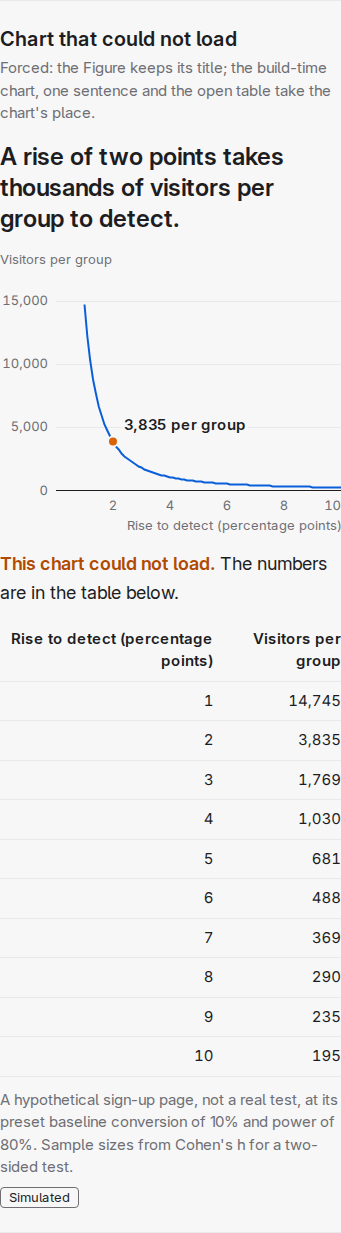 Chart that could not load
Forced: the Figure keeps its title; the build-time
chart, one sentence and the open table take the
chart's place.
A rise of two points takes
thousands of visitors per
group to detect.
Visitors per group
15,000
10,000
5,000
3,835 per group
0
2 4 6 8 10
Rise to detect (percentage points)
This chart could not load. The numbers
are in the table below.
Rise to detect (percentage points) Visitors per group
1 14,745
2 3,835
3 1,769
4 1,030
5 681
6 488
7 369
8 290
9 235
10 195
A hypothetical sign-up page, not a real test, at its
preset baseline conversion of 10% and power of
80%. Sample sizes from Cohen's h for a two-
sided test.
Simulated